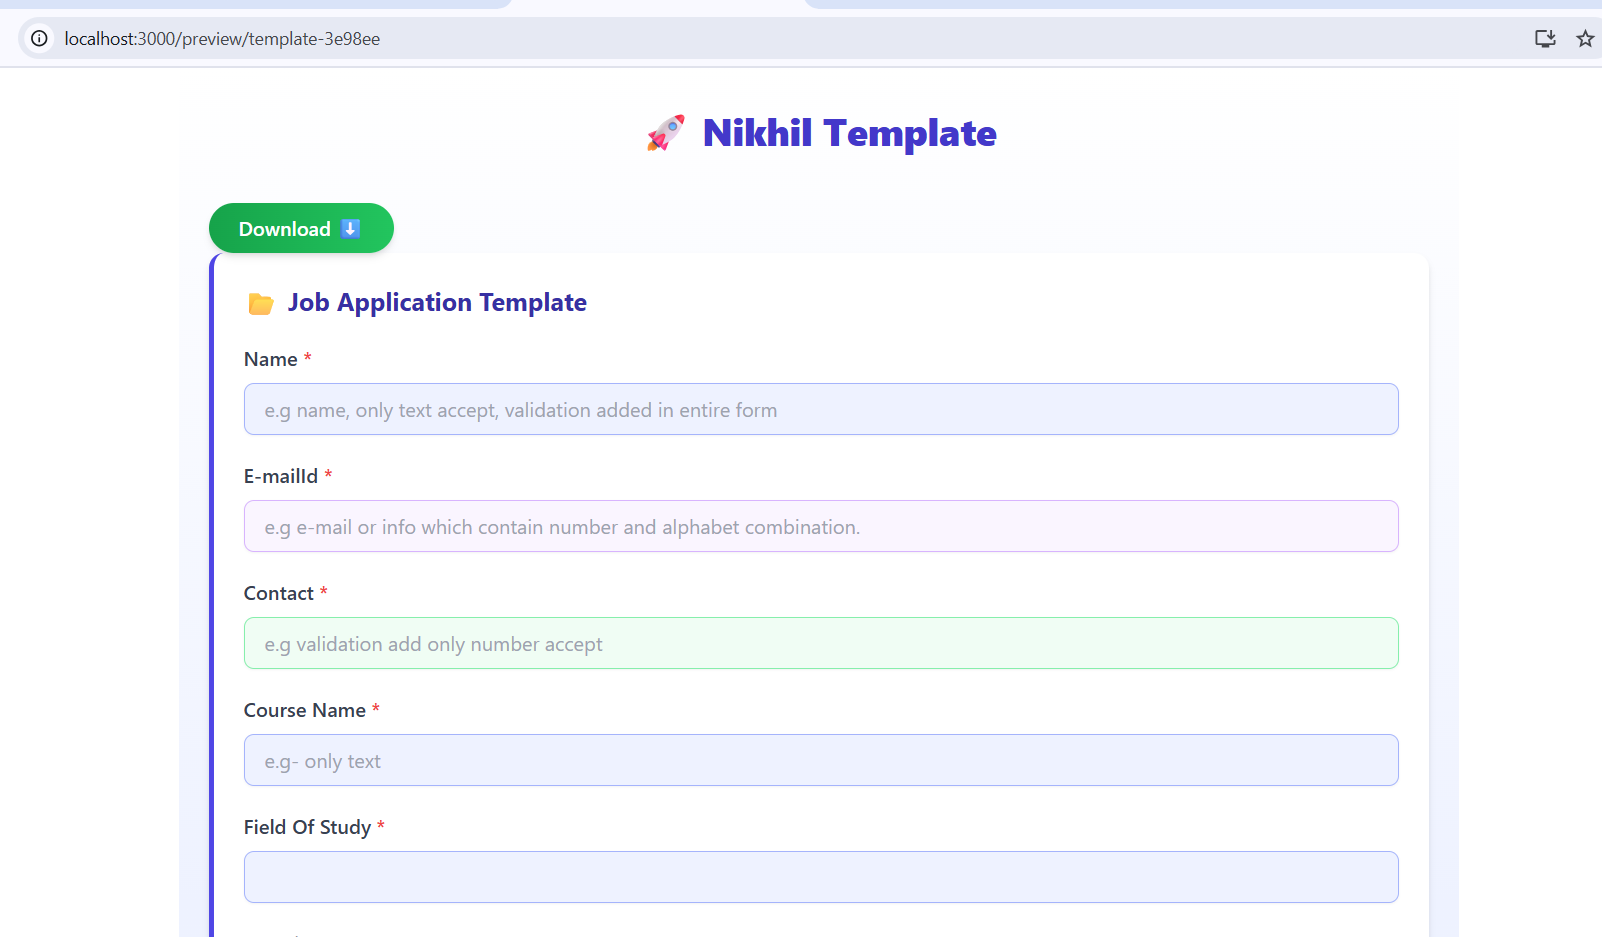 localhost:3000/preview/template-3e98ee
🚀 Nikhil Template
Download ⬇️
📂 Job Application Template
Name *
e.g name, only text accept, validation added in entire form
E-mailId *
e.g e-mail or info which contain number and alphabet combination.
Contact *
e.g validation add only number accept
Course Name *
e.g- only text
Field Of Study *